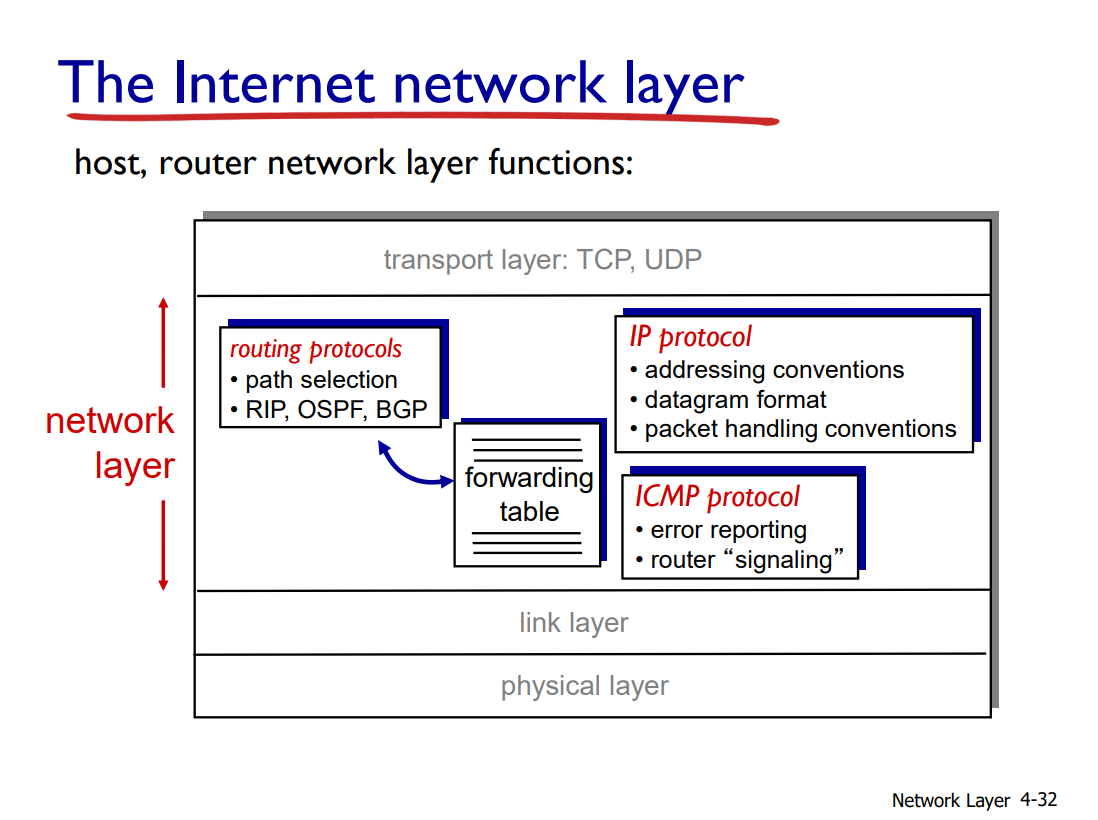 The Internet network layer
host, router network layer functions:
transport layer: TCP, UDP
network
layer
routing protocols
• path selection
• RIP, OSPF, BGP
forwarding
table
IP protocol
• addressing conventions
• datagram format
• packet handling conventions
ICMP protocol
• error reporting
• router “signaling”
link layer
physical layer
Network Layer 4-32